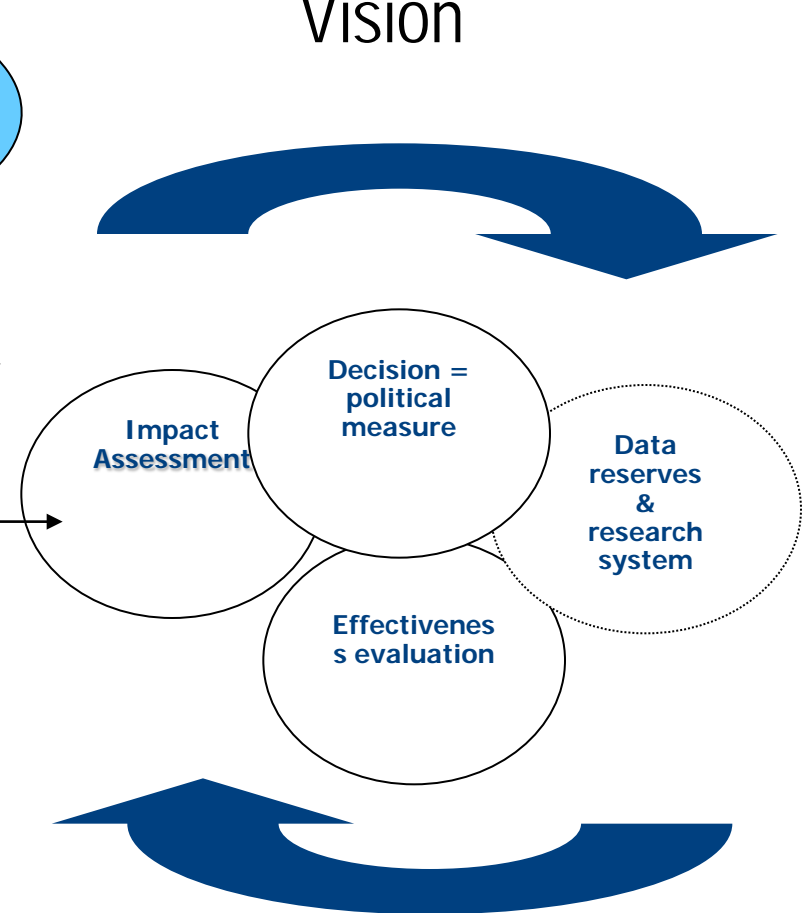 Vision
Decision =
political
measure
Impact
Assessment
Data
reserves
&
research
system
Effectivenes
s evaluation